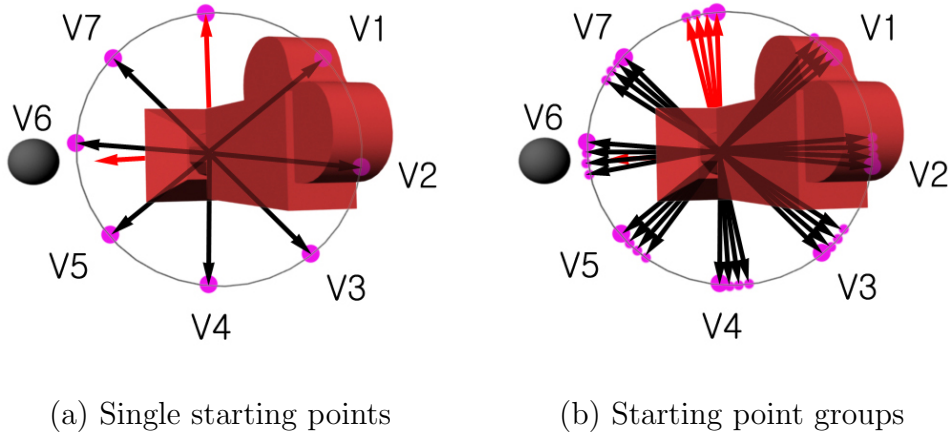 V7
V1
V6
V2
V5
V3
V4
V7
V1
V6
V2
V5
V3
V4
(a) Single starting points
(b) Starting point groups